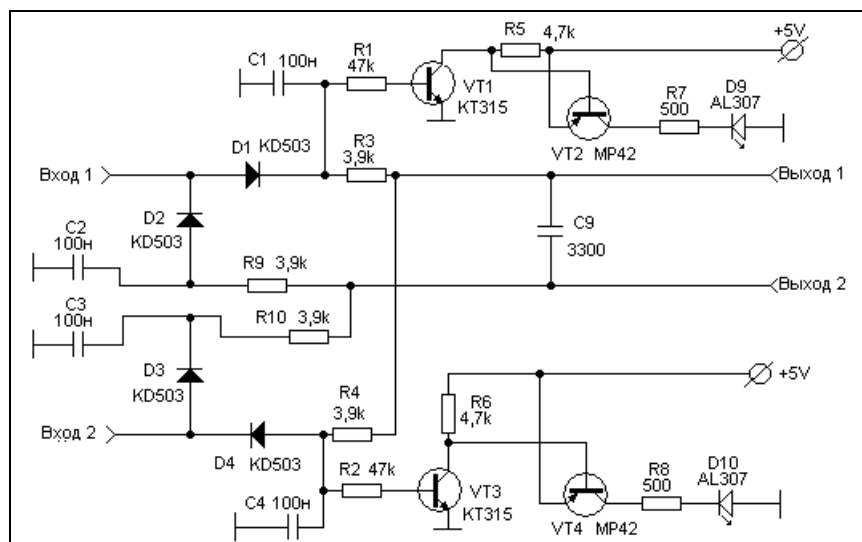 R5
4,7k
+5V
C1 100н
R1
47k
VT1
KT315
R7
500
D9
AL307
VT2 MP42
D1 KD503
R3
3,9k
Вход 1
Выход 1
D2
KD503
C2
100н
C9
3300
R9 3,9k
Выход 2
C3
100н
R10 3,9k
D3
KD503
R4
3,9k
R6
4,7k
+5V
Вход 2
D4 KD503
R2 47k
VT3
KT315
R8
500
D10
AL307
C4 100н
VT4 MP42